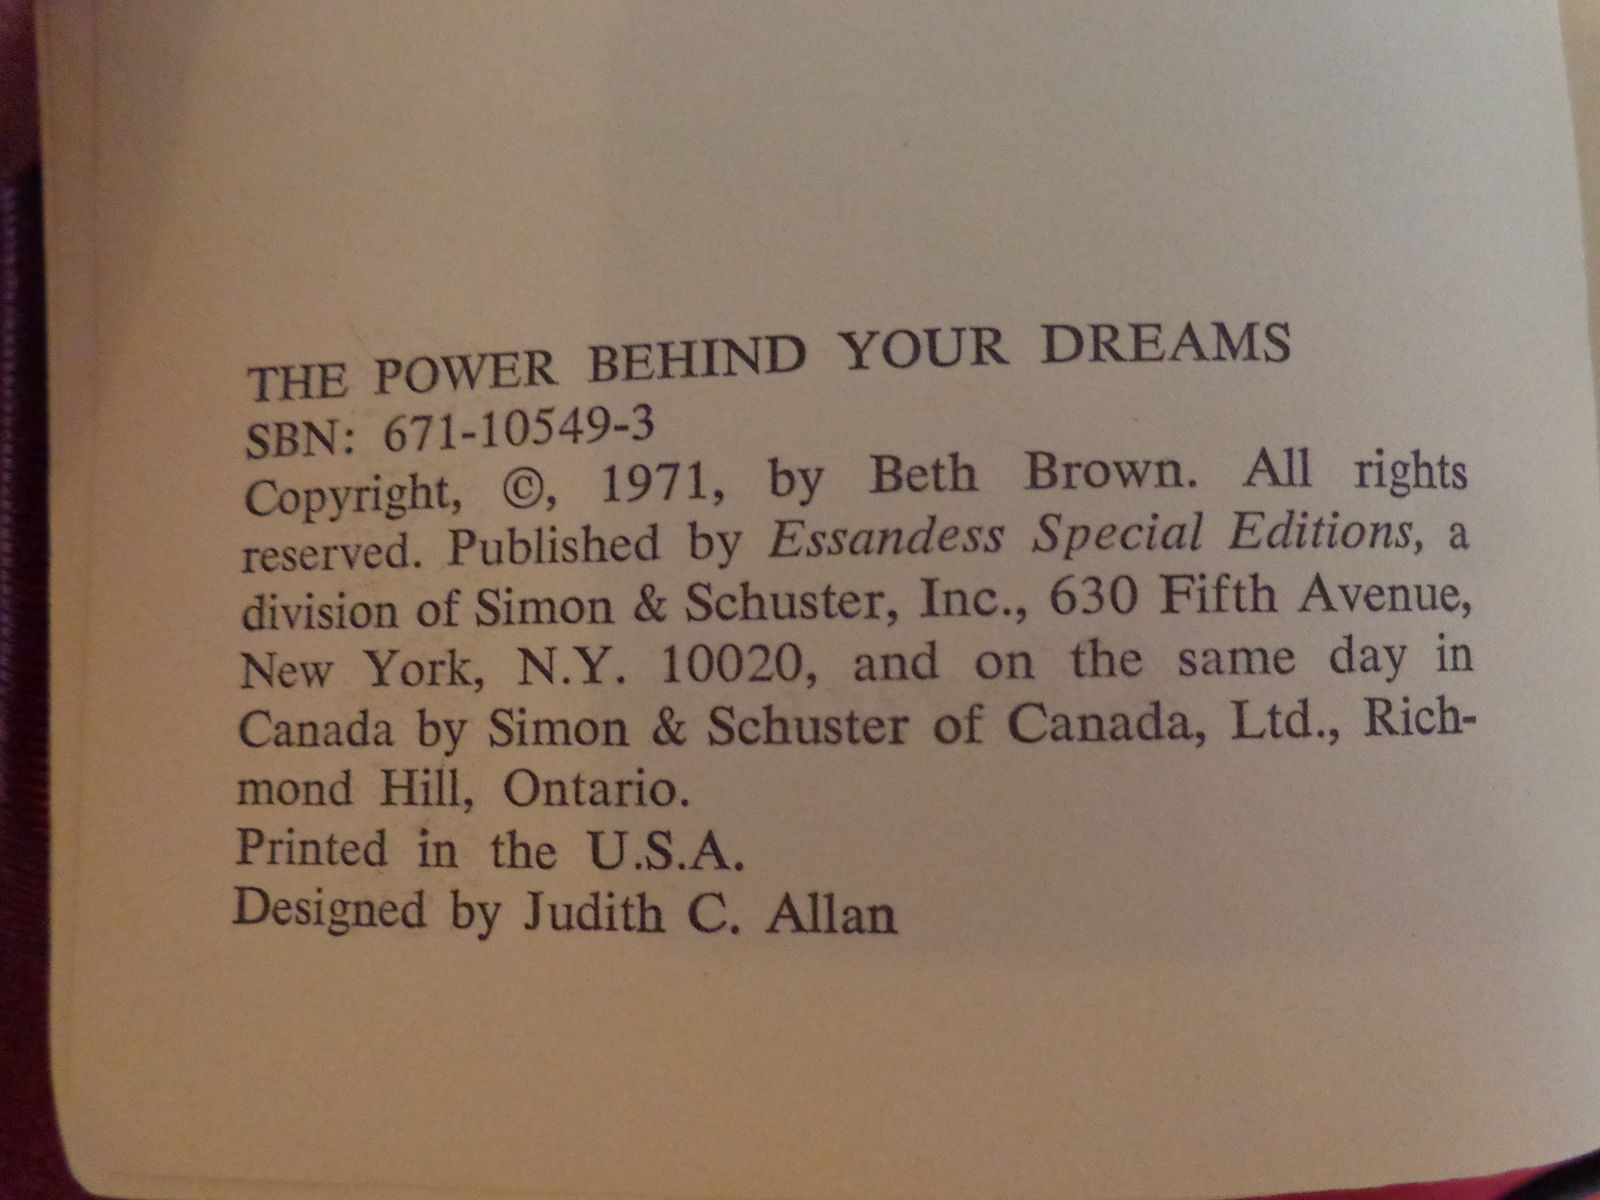 THE POWER BEHIND YOUR DREAMS
SBN: 671-10549-3
Copyright, ©, 1971, by Beth Brown. All rights
reserved. Published by Essandess Special Editions, a
division of Simon & Schuster, Inc., 630 Fifth Avenue,
New York, N.Y. 10020, and on the same day in
Canada by Simon & Schuster of Canada, Ltd., Rich-
mond Hill, Ontario.
Printed in the U.S.A.
Designed by Judith C. Allan